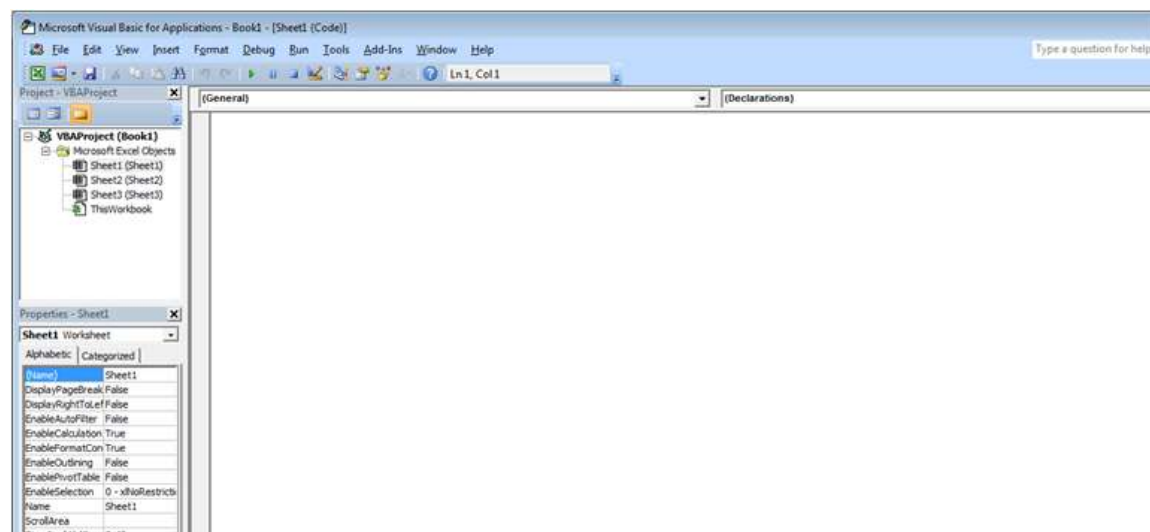 Microsoft Visual Basic for Applications - Book1 - [Sheet1 (Code)]
File Edit View Insert Format Debug Run Tools Add-Ins Window Help
Type a question for help
Ln 1, Col 1
Project - VBAProject
(General)
(Declarations)
VBAProject (Book1)
Microsoft Excel Objects
Sheet1 (Sheet1)
Sheet2 (Sheet2)
Sheet3 (Sheet3)
ThisWorkbook
Properties - Sheet1
Sheet1 Worksheet
Alphabetic Categorized
(Name) Sheet1
DisplayPageBreak False
DisplayRightToLef False
EnableAutoFilter False
EnableCalculation True
EnableFormatCon True
EnableOutlining False
EnablePivotTable False
EnableSelection 0 - xlNoRestricti
Name Sheet1
ScrollArea